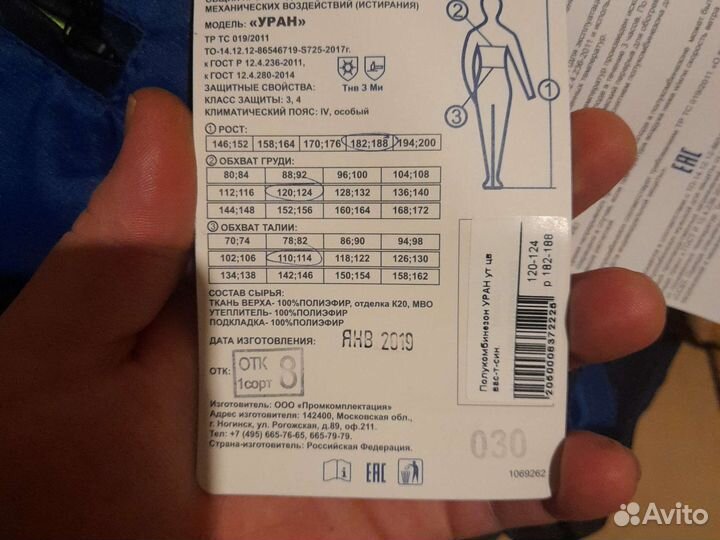 МЕХАНИЧЕСКИХ ВОЗДЕЙСТВИЙ (ИСТИРАНИЯ)
МОДЕЛЬ: «УРАН»
ТР ТС 019/2011
ТО-14.12.12-86546719-S725-2017г.
к ГОСТ Р 12.4.236-2011,
к ГОСТ 12.4.280-2014
ЗАЩИТНЫЕ СВОЙСТВА: Тнв 3 Ми
КЛАСС ЗАЩИТЫ: 3, 4
КЛИМАТИЧЕСКИЙ ПОЯС: IV, особый
1 РОСТ:
146;152 158;164 170;176 182;188 194;200
2 ОБХВАТ ГРУДИ:
80;84 88;92 96;100 104;108
112;116 120;124 128;132 136;140
144;148 152;156 160;164 168;172
3 ОБХВАТ ТАЛИИ:
70;74 78;82 86;90 94;98
102;106 110;114 118;122 126;130
134;138 142;146 150;154 158;162
СОСТАВ СЫРЬЯ:
ТКАНЬ ВЕРХА- 100%ПОЛИЭФИР, отделка К20, МВО
УТЕПЛИТЕЛЬ- 100%ПОЛИЭФИР
ПОДКЛАДКА- 100%ПОЛИЭФИР
ДАТА ИЗГОТОВЛЕНИЯ: ЯНВ 2019
ОТК: ОТК 8
1сорт
Изготовитель: ООО «Промкомплектация»
Адрес изготовителя: 142400, Московская обл.,
г. Ногинск, ул. Рогожская, д.89, оф.211.
Тел: +7 (495) 665-76-65, 665-79-79.
Страна-изготовитель: Российская Федерация.
EAC
1069262
030
2
1
3
Полукомбинезон УРАН ут цв
ввс-т-син
2050008372228
120-124
р 182-188
EAC
Avito